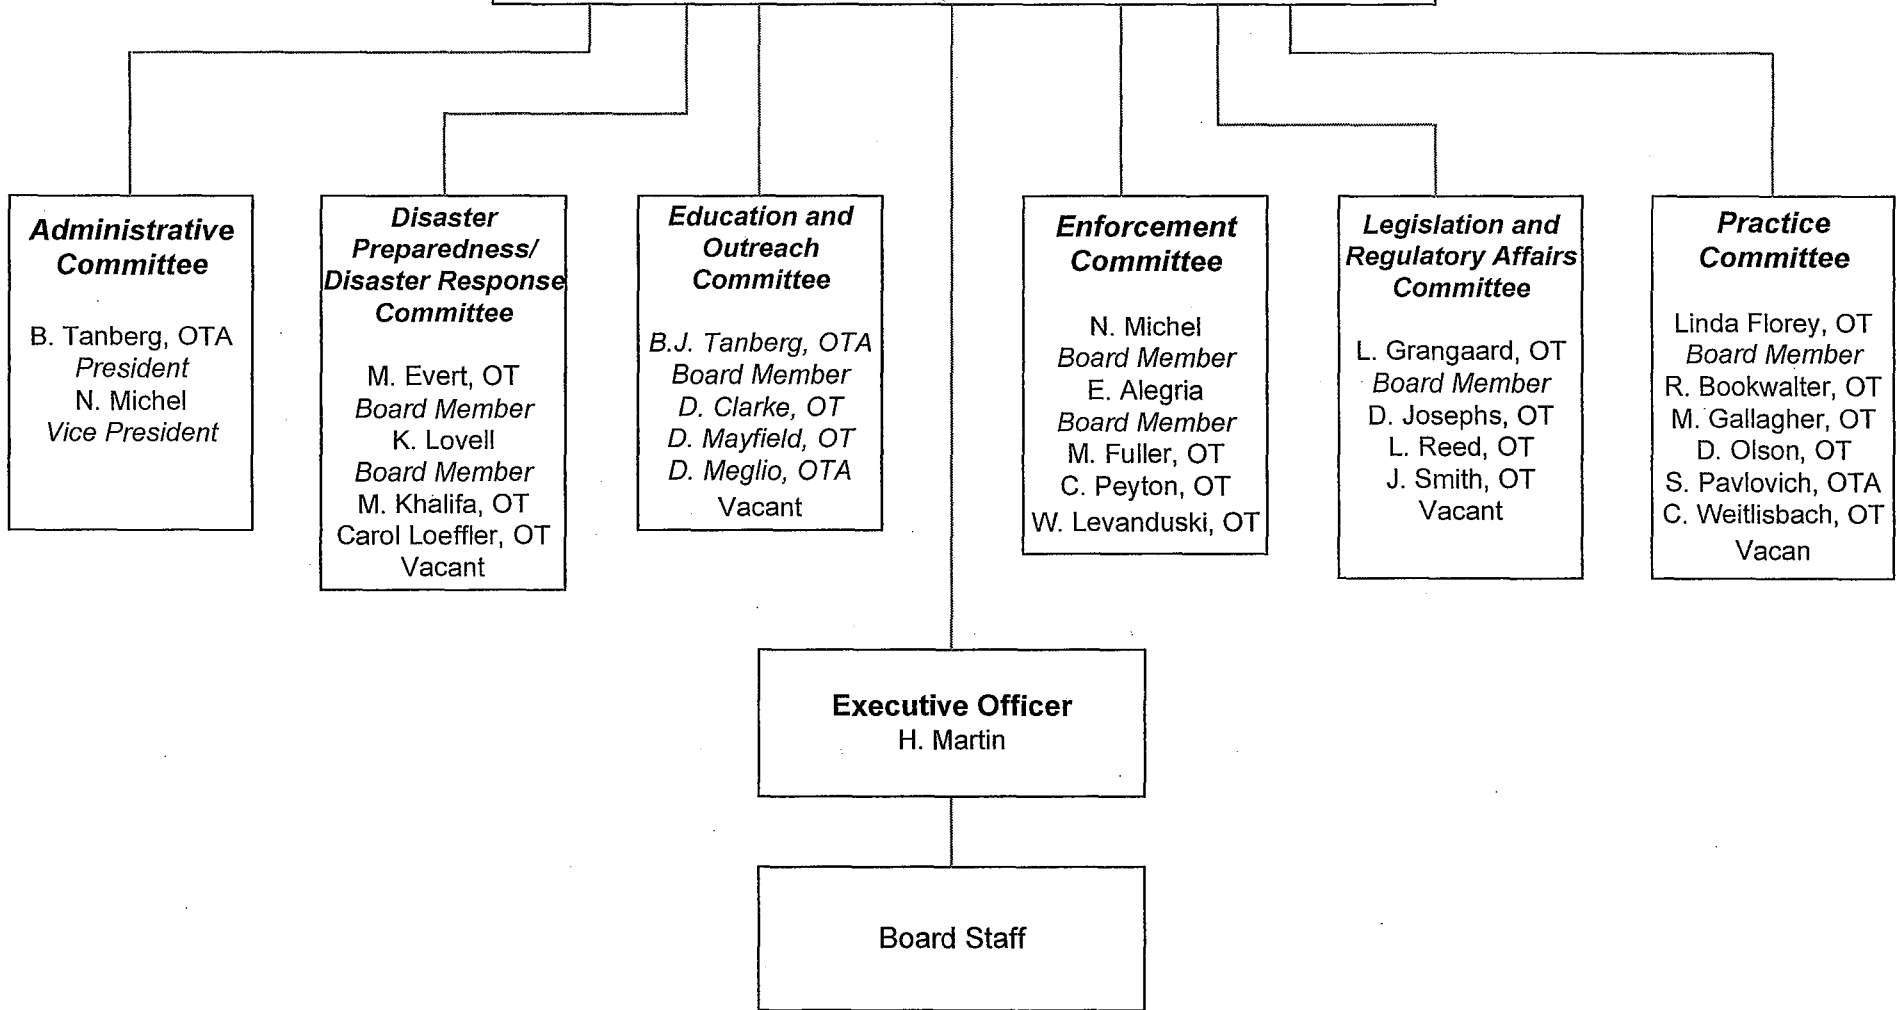 Administrative
Committee
B. Tanberg, OTA
President
N. Michel
Vice President
Disaster
Preparedness/
Disaster Response
Committee
M. Evert, OT
Board Member
K. Lovell
Board Member
M. Khalifa, OT
Carol Loeffler, OT
Vacant
Education and
Outreach
Committee
B.J. Tanberg, OTA
Board Member
D. Clarke, OT
D. Mayfield, OT
D. Meglio, OTA
Vacant
Enforcement
Committee
N. Michel
Board Member
E. Alegria
Board Member
M. Fuller, OT
C. Peyton, OT
W. Levanduski, OT
Legislation and
Regulatory Affairs
Committee
L. Grangaard, OT
Board Member
D. Josephs, OT
L. Reed, OT
J. Smith, OT
Vacant
Practice
Committee
Linda Florey, OT
Board Member
R. Bookwalter, OT
M. Gallagher, OT
D. Olson, OT
S. Pavlovich, OTA
C. Weitlisbach, OT
Vacan
Executive Officer
H. Martin
Board Staff